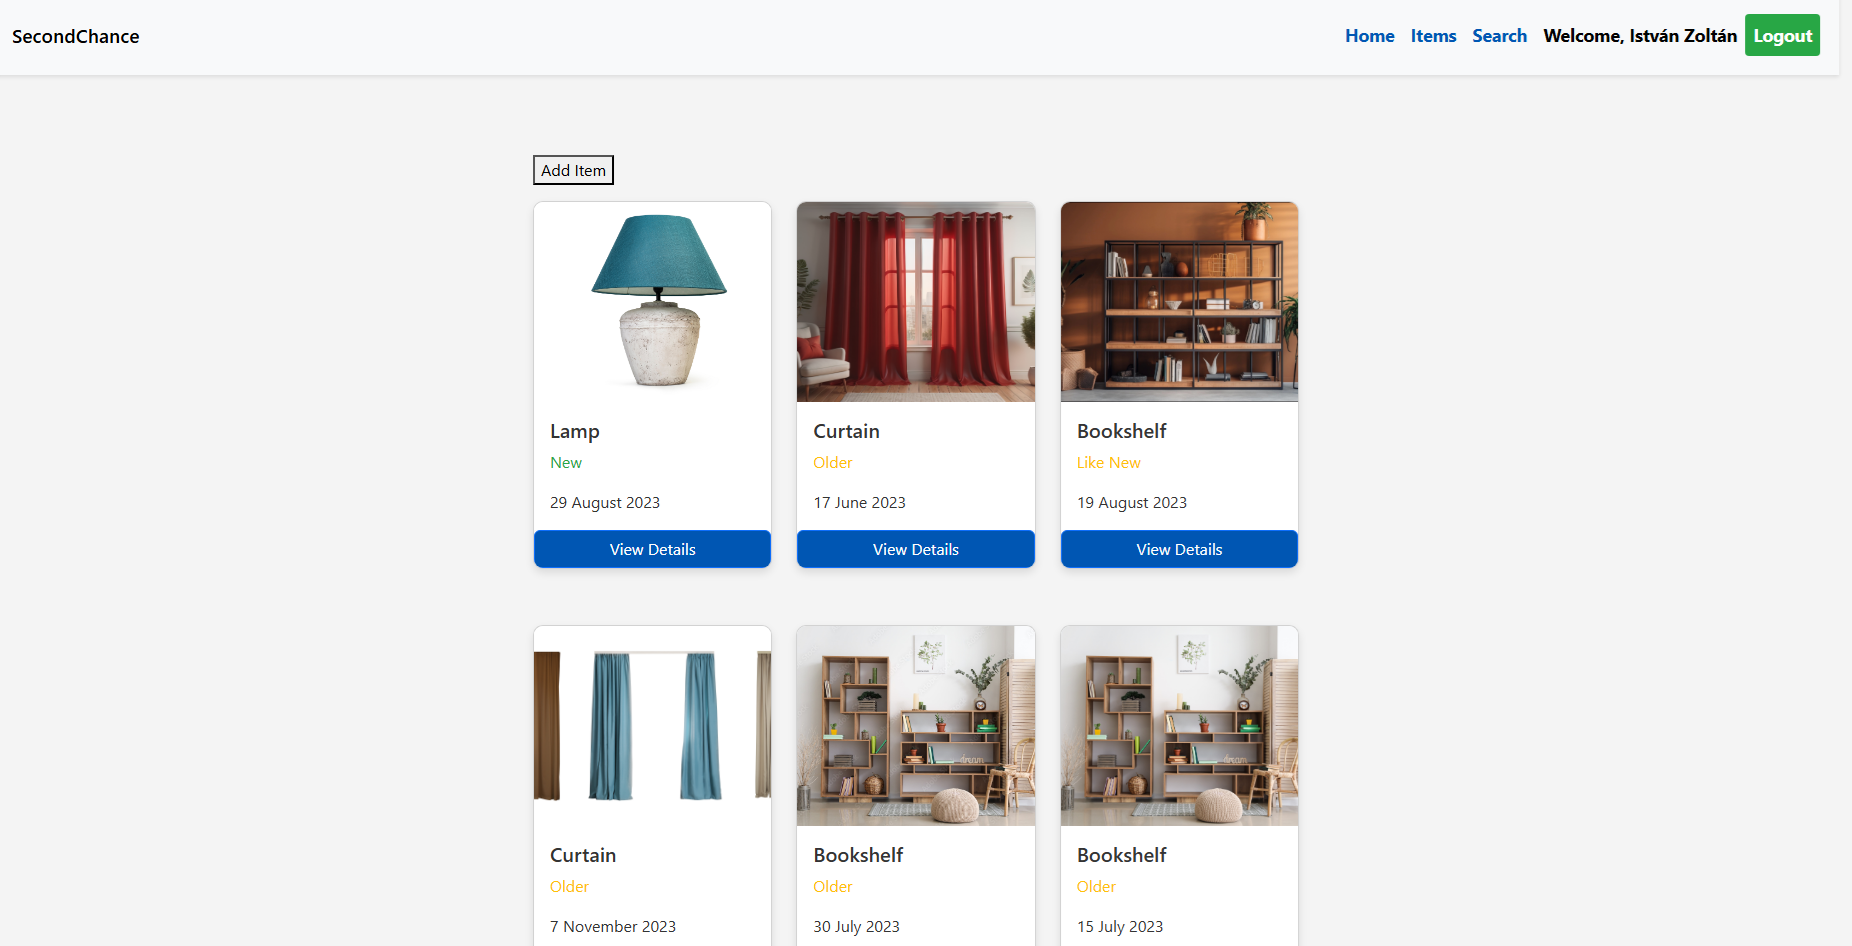 SecondChance
Home Items Search Welcome, István Zoltán Logout
Add Item
Lamp
New
29 August 2023
View Details
Curtain
Older
17 June 2023
View Details
Bookshelf
Like New
19 August 2023
View Details
Curtain
Older
7 November 2023
Bookshelf
Older
30 July 2023
Bookshelf
Older
15 July 2023